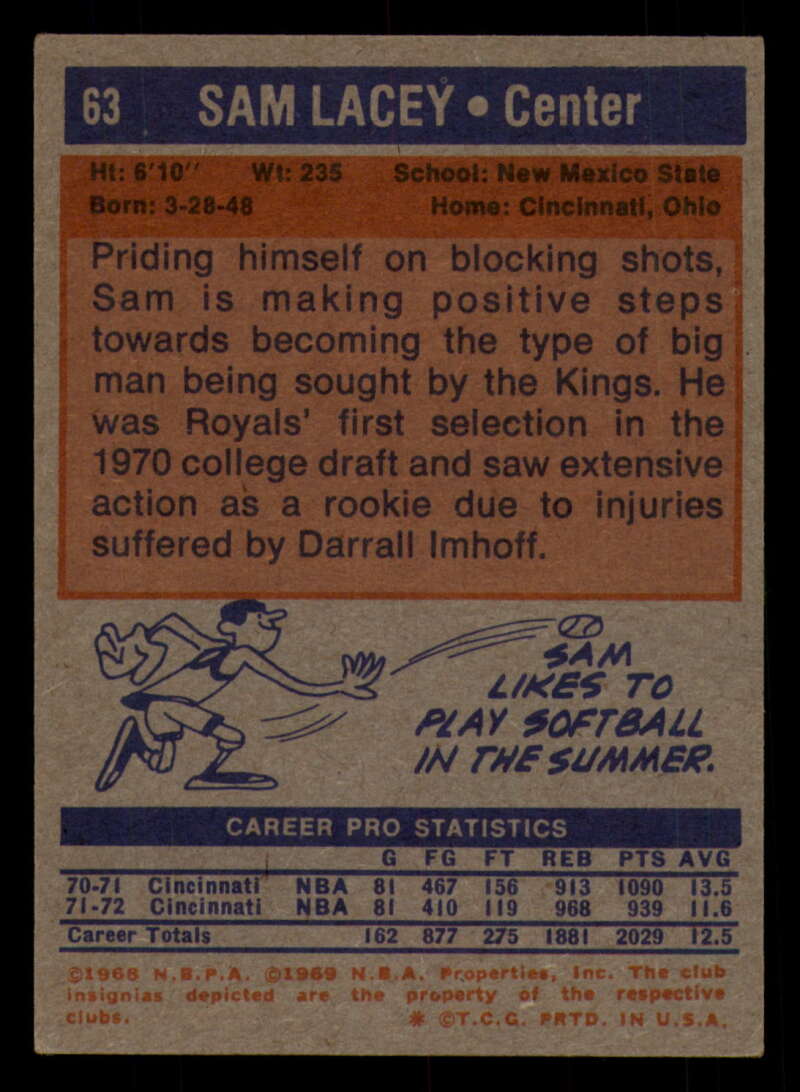 63 SAM LACEY • Center
Ht: 6'10" Wt: 235 School: New Mexico State
Born: 3-28-48 Home: Cincinnati, Ohio
Priding himself on blocking shots,
Sam is making positive steps
towards becoming the type of big
man being sought by the Kings. He
was Royals' first selection in the
1970 college draft and saw extensive
action as a rookie due to injuries
suffered by Darrall Imhoff.
SAM
LIKES TO
PLAY SOFTBALL
IN THE SUMMER.
CAREER PRO STATISTICS
G FG FT REB PTS AVG
70-71 Cincinnati NBA 81 467 156 913 1090 13.5
71-72 Cincinnati NBA 81 410 119 968 939 11.6
Career Totals 162 877 275 1881 2029 12.5
©1968 N.B.P.A. ©1969 N.B.A. Properties, Inc. The club
insignias depicted are the property of the respective
clubs. * ©T.C.G. PRTD. IN U.S.A.